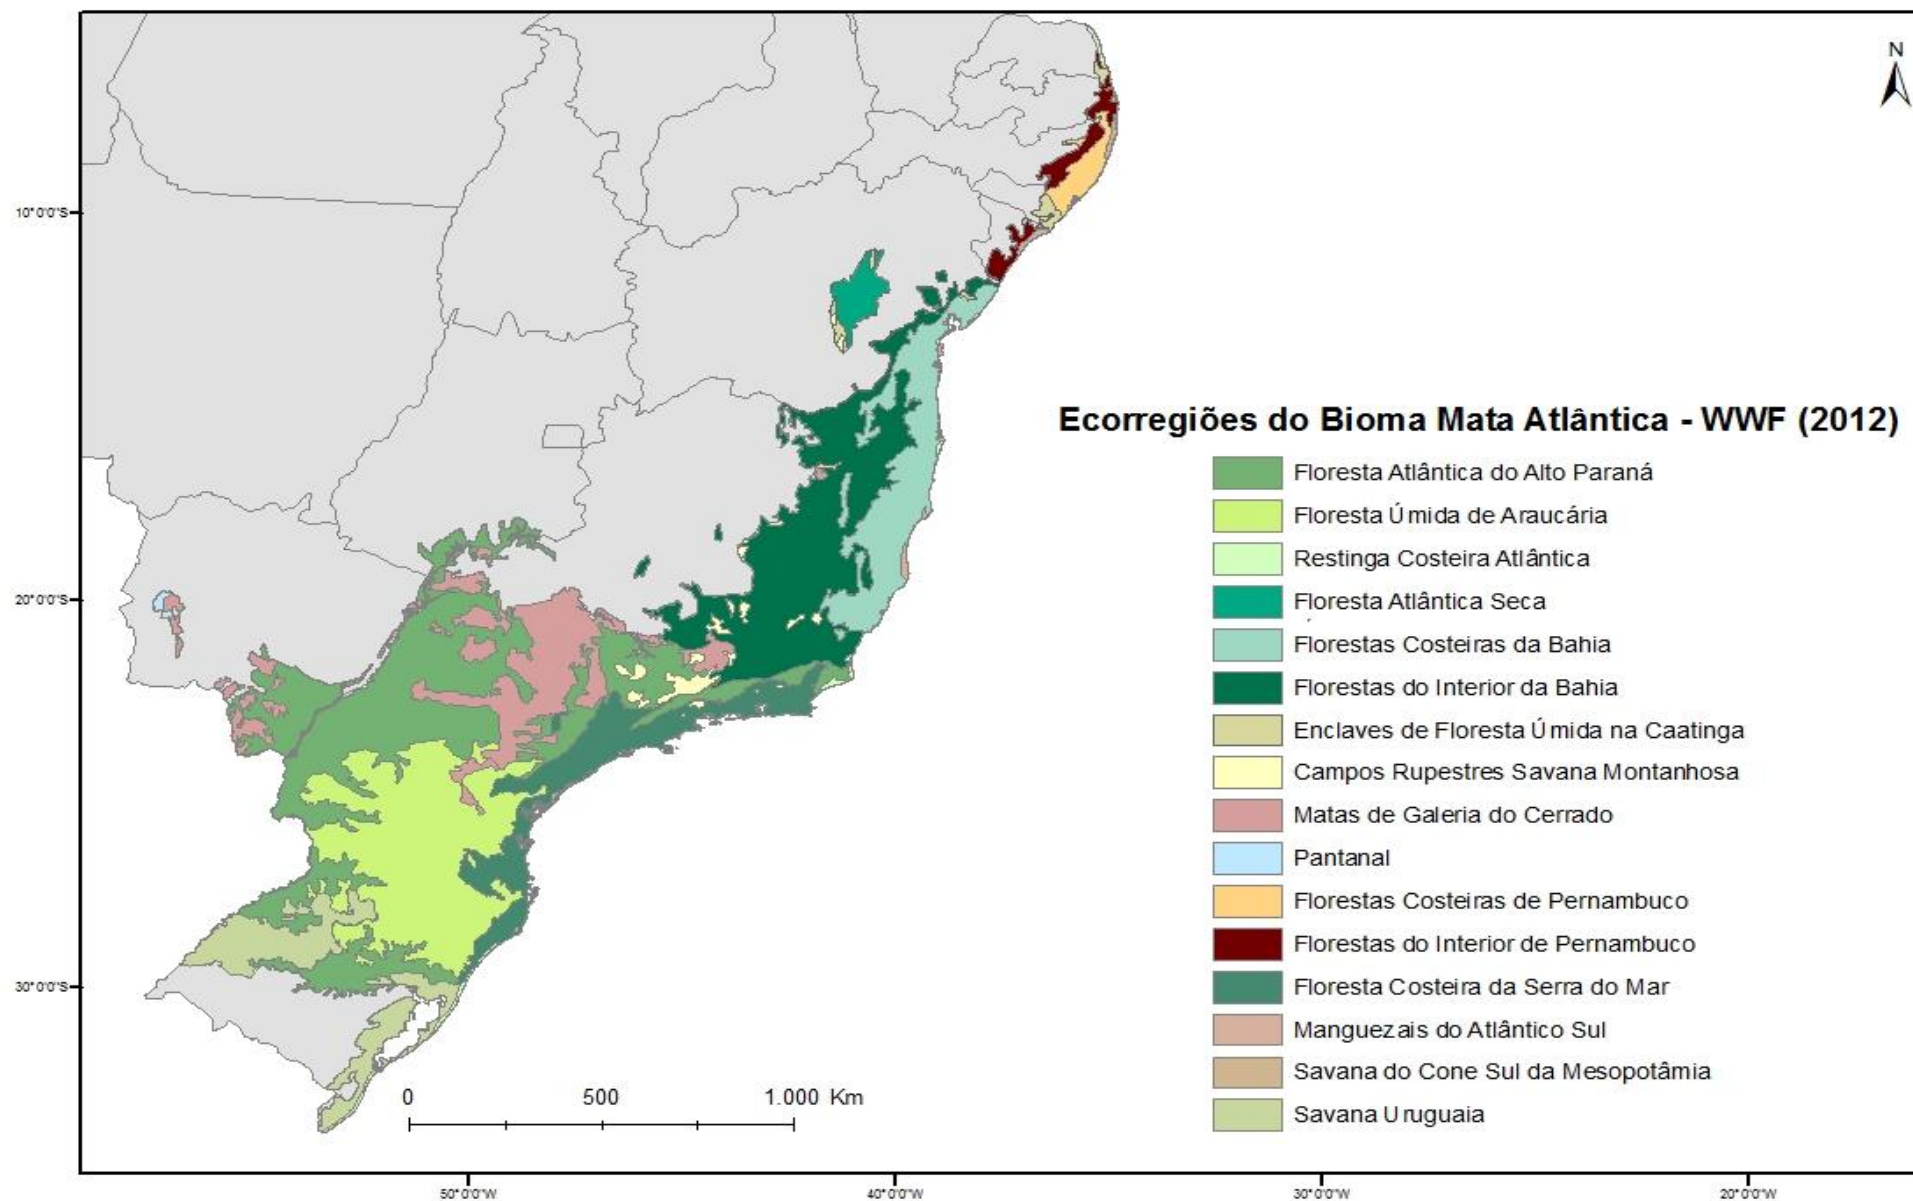 N
10°0'0"S
20°0'0"S
30°0'0"S
Ecorregiões do Bioma Mata Atlântica - WWF (2012)
Floresta Atlântica do Alto Paraná
Floresta Úmida de Araucária
Restinga Costeira Atlântica
Floresta Atlântica Seca
Florestas Costeiras da Bahia
Florestas do Interior da Bahia
Enclaves de Floresta Úmida na Caatinga
Campos Rupestres Savana Montanhosa
Matas de Galeria do Cerrado
Pantanal
Florestas Costeiras de Pernambuco
Florestas do Interior de Pernambuco
Floresta Costeira da Serra do Mar
Manguezais do Atlântico Sul
Savana do Cone Sul da Mesopotâmia
Savana Uruguaia
0 500 1.000 Km
50°0'0"W 40°0'0"W 30°0'0"W 20°0'0"W